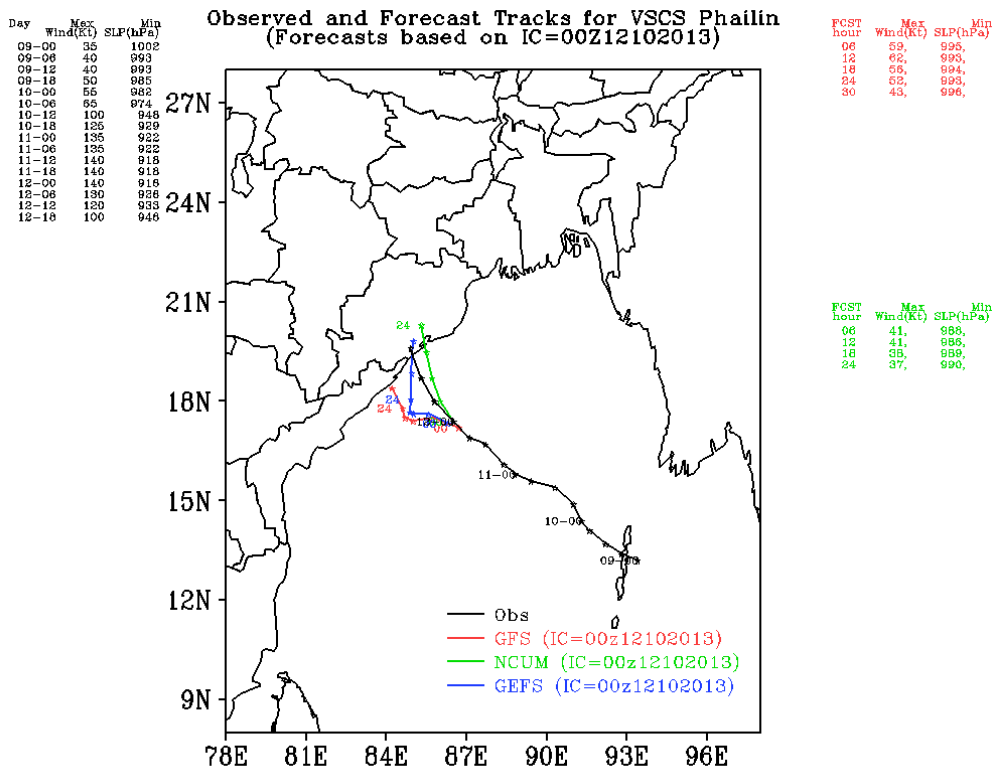 Observed and Forecast Tracks for VSCS Phailin
(Forecasts based on IC=00Z12102013)
Day Max Min
Wind(Kt) SLP(hPa)
09-00 35 1002
09-06 40 993
09-12 40 993
09-18 50 985
10-00 55 982
10-06 65 974
10-12 100 948
10-18 125 929
11-00 135 922
11-06 135 922
11-12 140 918
11-18 140 918
12-00 140 918
12-06 130 926
12-12 120 933
12-18 100 946
FCST Max Min
hour Wind(Kt) SLP(hPa)
06 59, 995,
12 62, 993,
18 56, 994,
24 52, 993,
30 43, 996,
FCST Max Min
hour Wind(Kt) SLP(hPa)
06 41, 988,
12 41, 986,
18 38, 989,
24 37, 990,
27N
24N
21N
18N
15N
12N
9N
24
24
24
00
11-00
10-00
09-00
Obs
GFS (IC=00z12102013)
NCUM (IC=00z12102013)
GEFS (IC=00z12102013)
78E 81E 84E 87E 90E 93E 96E